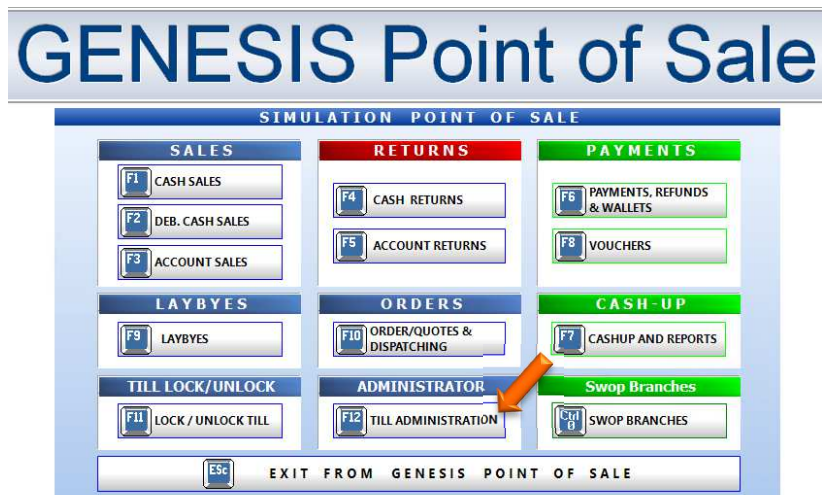 GENESIS Point of Sale
SIMULATION POINT OF SALE
SALES
F1 CASH SALES
F2 DEB. CASH SALES
F3 ACCOUNT SALES
RETURNS
F4 CASH RETURNS
F5 ACCOUNT RETURNS
PAYMENTS
F6 PAYMENTS, REFUNDS
& WALLETS
F8 VOUCHERS
LAYBYES
F9 LAYBYES
ORDERS
F10 ORDER/QUOTES &
DISPATCHING
CASH-UP
F7 CASHUP AND REPORTS
TILL LOCK/UNLOCK
F11 LOCK / UNLOCK TILL
ADMINISTRATOR
F12 TILL ADMINISTRATION
Swop Branches
Ctrl
0
SWOP BRANCHES
ESc EXIT FROM GENESIS POINT OF SALE